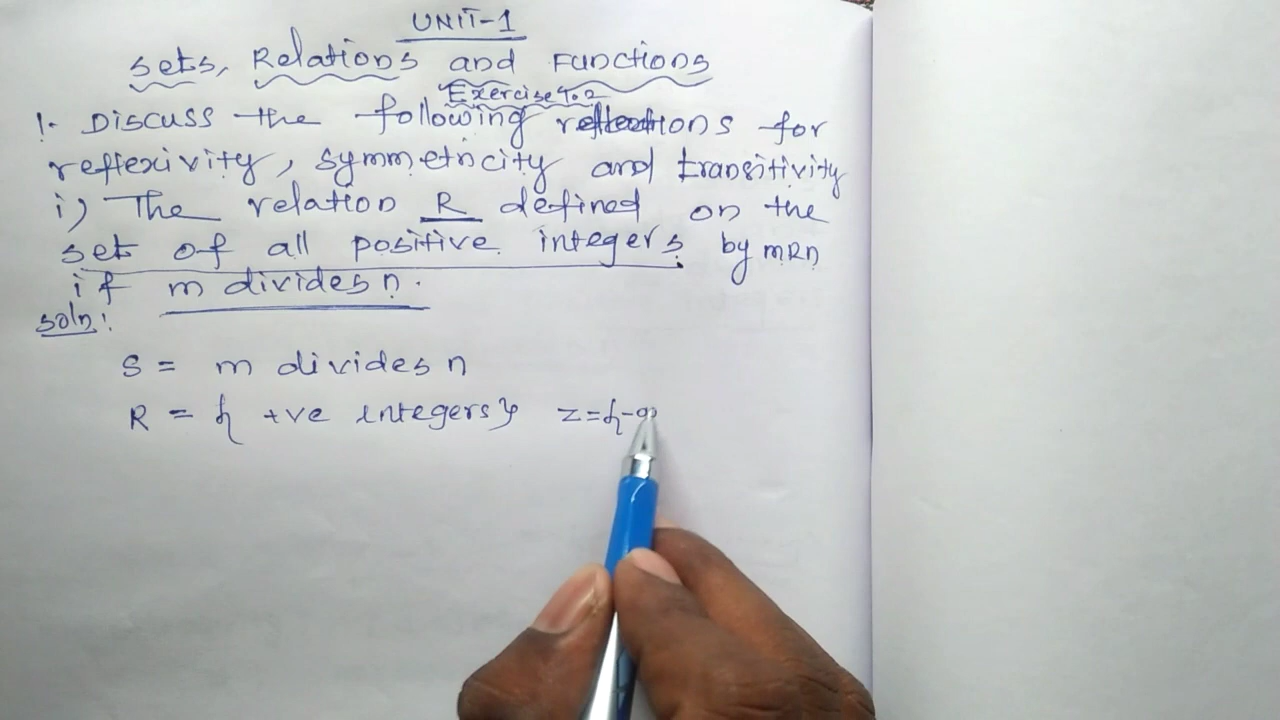 UNIT-1
Sets, Relations and Functions
Exercise 1.2
1. Discuss the following relations for
reflexivity, symmetricity and transitivity
i) The relation R defined on the
set of all positive integers by mRn
if m divides n.
soln:
S = m divides n
R = { +ve integers} Z={-∞